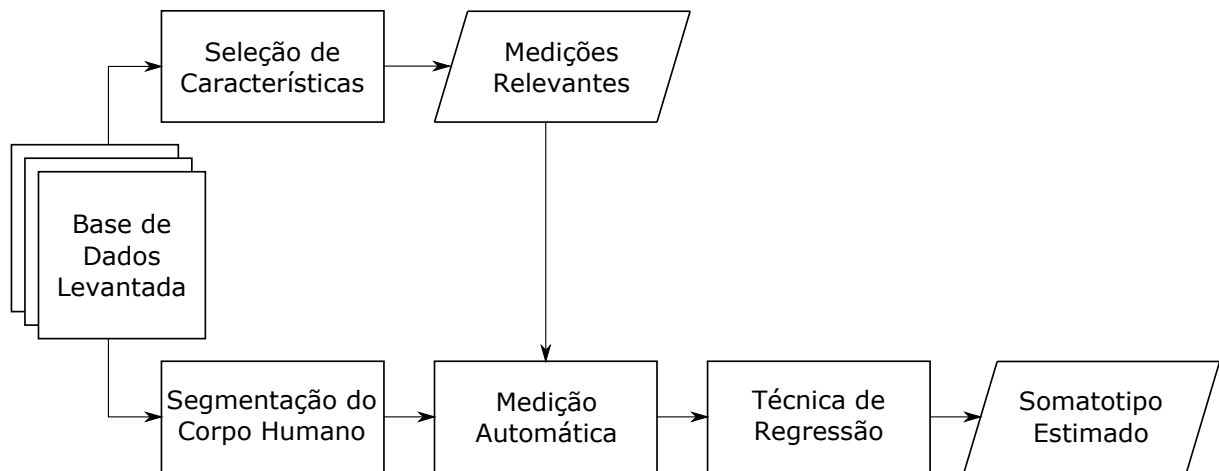 Seleção de
Característícas
Medições
Relevantes
Base de
Dados
Levantada
Segmentação do
Corpo Humano
Medição
Automática
Técnica de
Regressão
Somatotipo
Estimado